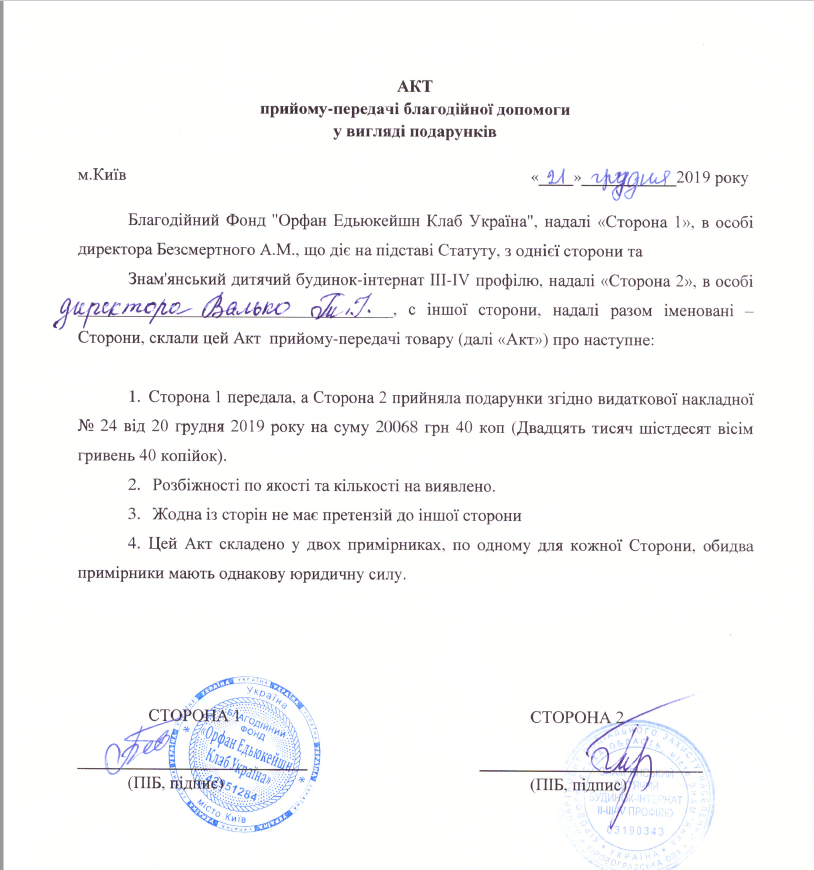 АКТ
прийому-передачі благодійної допомоги
у вигляді подарунків
м.Київ «21» грудня 2019 року
Благодійний Фонд "Орфан Едьюкейшн Клаб Україна", надалі «Сторона 1», в особі
директора Безсмертного А.М., що діє на підставі Статуту, з однієї сторони та
Знам'янський дитячий будинок-інтернат III-IV профілю, надалі «Сторона 2», в особі
директора Валько Т.Г. , с іншої сторони, надалі разом іменовані –
Сторони, склали цей Акт прийому-передачі товару (далі «Акт») про наступне:
1. Сторона 1 передала, а Сторона 2 прийняла подарунки згідно видаткової накладної
№ 24 від 20 грудня 2019 року на суму 20068 грн 40 коп (Двадцять тисяч шістдесят вісім
гривень 40 копійок).
2. Розбіжності по якості та кількості на виявлено.
3. Жодна із сторін не має претензій до іншої сторони
4. Цей Акт складено у двох примірниках, по одному для кожної Сторони, обидва
примірники мають однакову юридичну силу.
СТОРОНА 1 СТОРОНА 2
(ПІБ, підпис) (ПІБ, підпис)
Україна
БЛАГОДІЙНИЙ
ФОНД
«Орфан Едьюкейшн
Клаб Україна»
місто Київ
БУДИНОК-ІНТЕРНАТ
ПРОФІЛЮ
03190343
УКРАЇНА